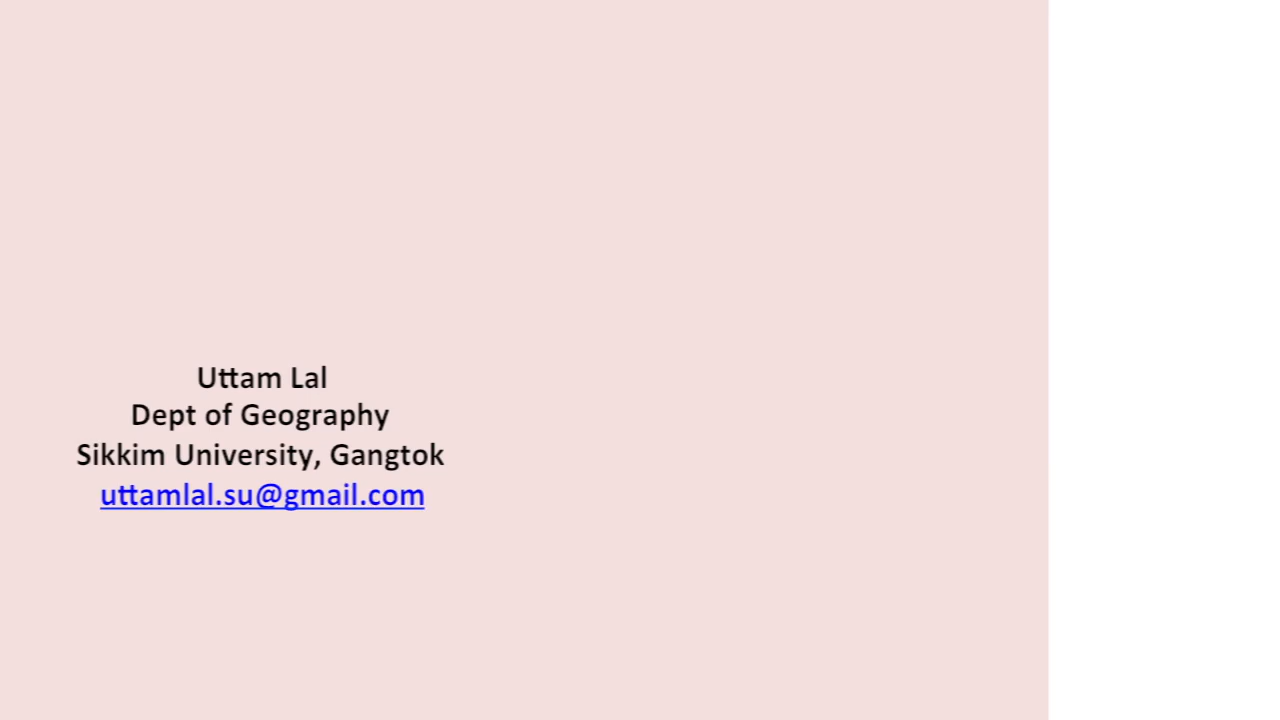 Uttam Lal
Dept of Geography
Sikkim University, Gangtok
uttamlal.su@gmail.com